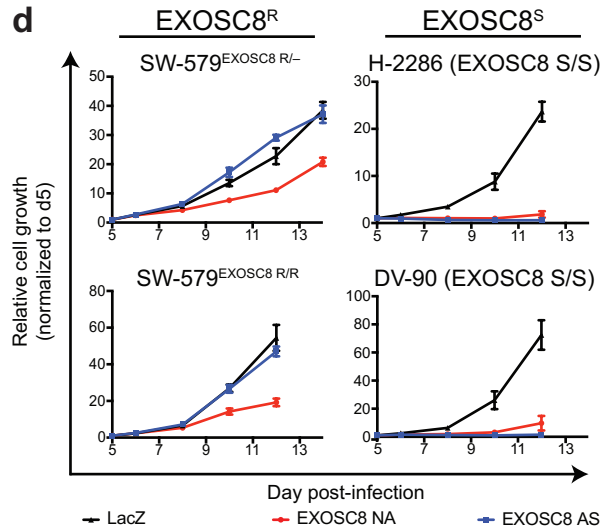 d
EXOSC8R
EXOSC8S
SW-579EXOSC8 R/–
H-2286 (EXOSC8 S/S)
50
40
30
20
10
0
5 7 9 11 13
30
20
10
0
5 7 9 11 13
Relative cell growth
(normalized to d5)
SW-579EXOSC8 R/R
DV-90 (EXOSC8 S/S)
80
60
40
20
0
5 7 9 11 13
100
80
60
40
20
0
5 7 9 11 13
Day post-infection
LacZ
EXOSC8 NA
EXOSC8 AS